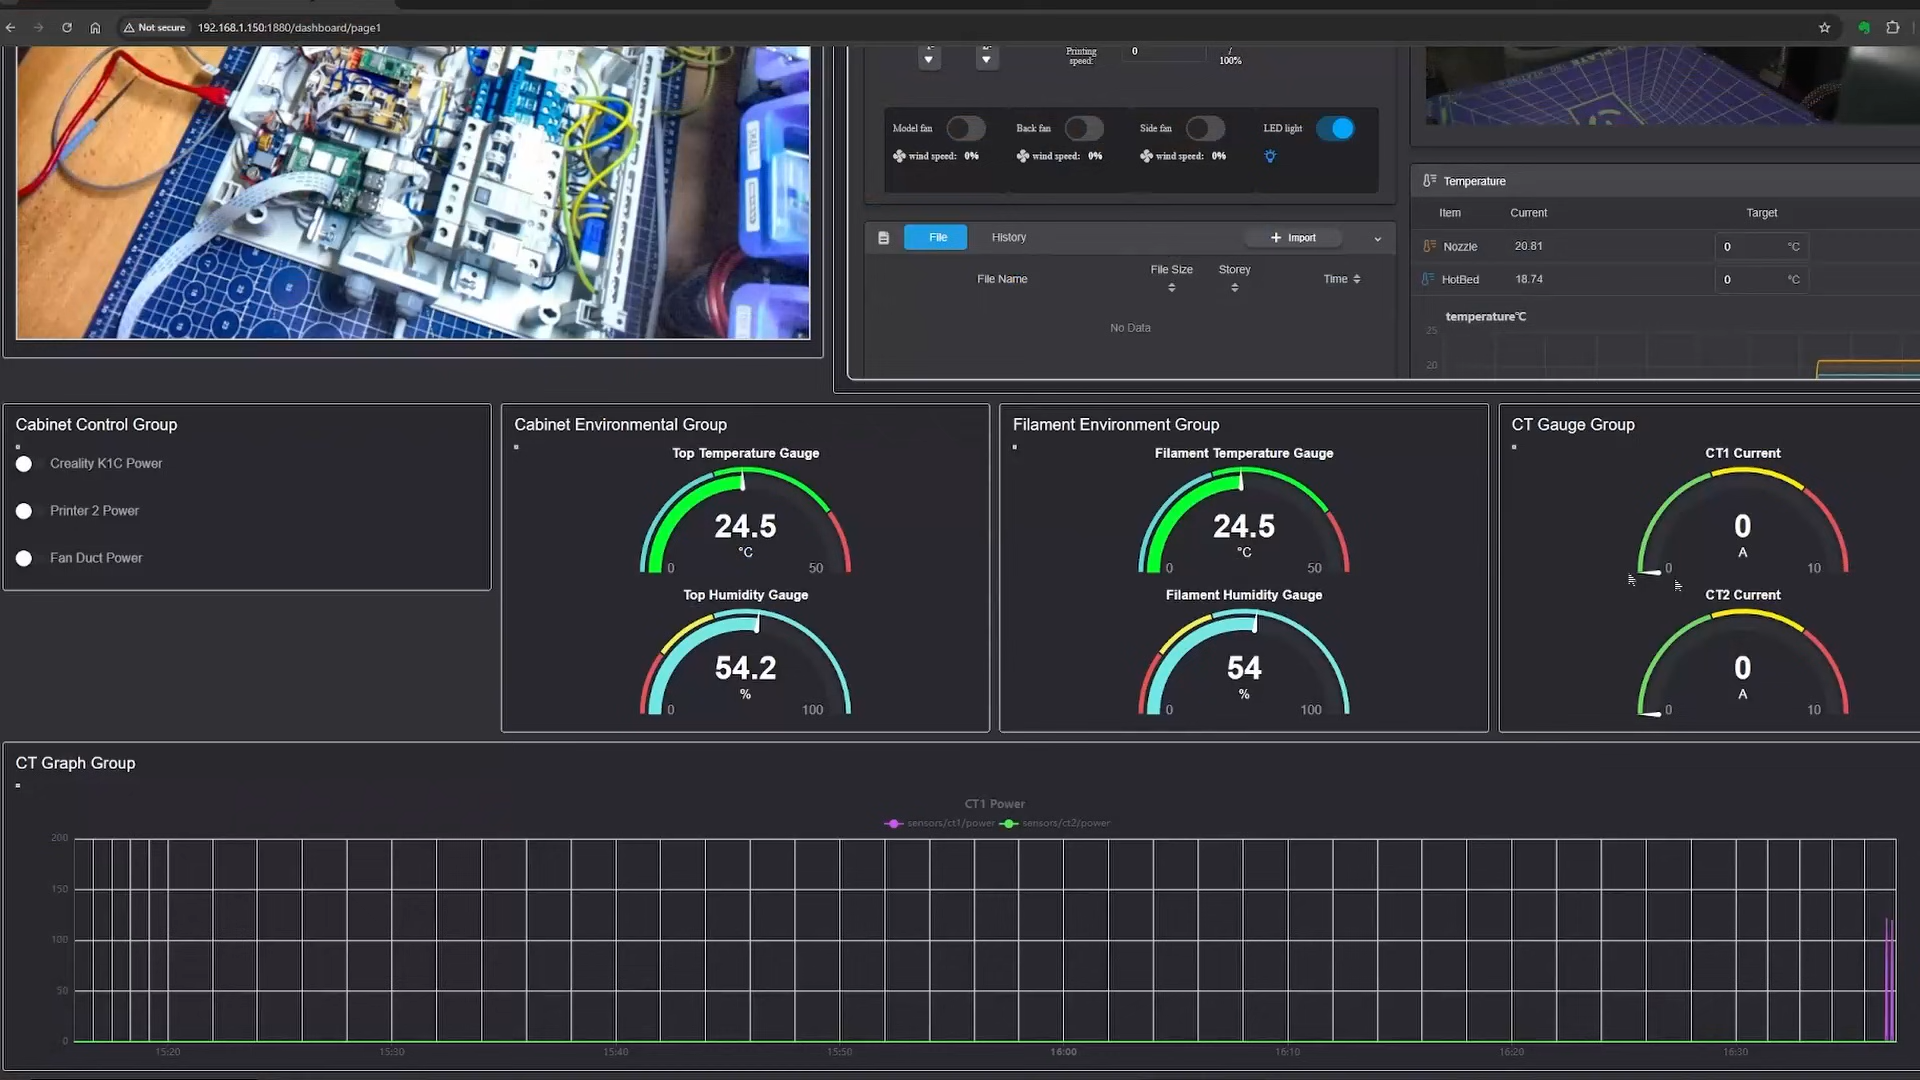 Not secure
192.168.1.150:1880/dashboard/page1
Printing
speed:
0
/
100%
Model fan
Back fan
Side fan
LED light
wind speed: 0%
wind speed: 0%
wind speed: 0%
File
History
+ Import
File Name
File Size
Storey
Time
No Data
Temperature
Item
Current
Target
Nozzle
20.81
0
°C
HotBed
18.74
0
°C
temperature°C
25
20
Cabinet Control Group
Creality K1C Power
Printer 2 Power
Fan Duct Power
Cabinet Environmental Group
Top Temperature Gauge
24.5
°C
0
50
Top Humidity Gauge
54.2
%
0
100
Filament Environment Group
Filament Temperature Gauge
24.5
°C
0
50
Filament Humidity Gauge
54
%
0
100
CT Gauge Group
CT1 Current
0
A
0
10
CT2 Current
0
A
0
10
CT Graph Group
CT1 Power
sensors/ct1/power
sensors/ct2/power
200
150
100
50
0
15:20
15:30
15:40
15:50
16:00
16:10
16:20
16:30